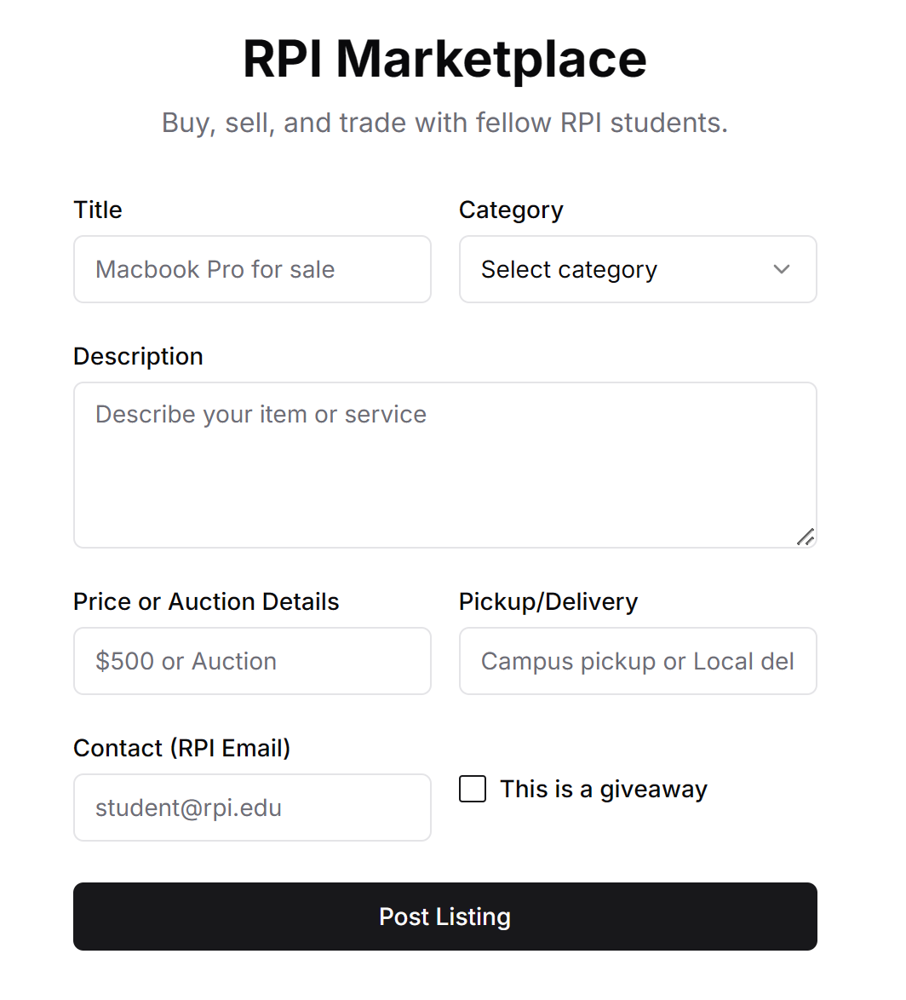 RPI Marketplace
Buy, sell, and trade with fellow RPI students.
Title
Category
Macbook Pro for sale
Select category
Description
Describe your item or service
Price or Auction Details
Pickup/Delivery
$500 or Auction
Campus pickup or Local del
Contact (RPI Email)
student@rpi.edu
This is a giveaway
Post Listing